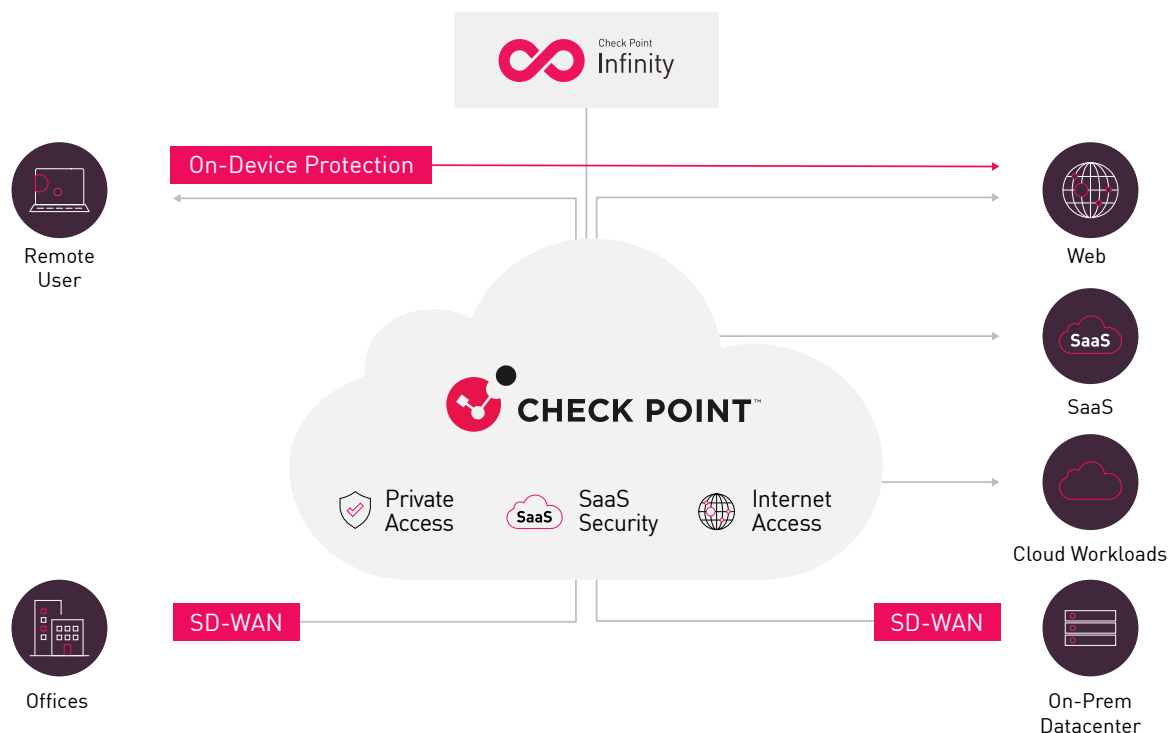 Check Point
Infinity
On-Device Protection
Remote
User
Web
SaaS
SaaS
CHECK POINT™
Private
Access
SaaS
SaaS
Security
Internet
Access
Cloud Workloads
SD-WAN
SD-WAN
Offices
On-Prem
Datacenter